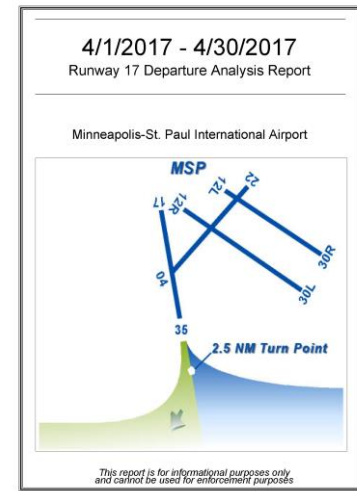 4/1/2017 - 4/30/2017
Runway 17 Departure Analysis Report
Minneapolis-St. Paul International Airport
MSP
17
12R
12L
22
04
30R
30L
35
2.5 NM Turn Point
This report is for informational purposes only
and cannot be used for enforcement purposes